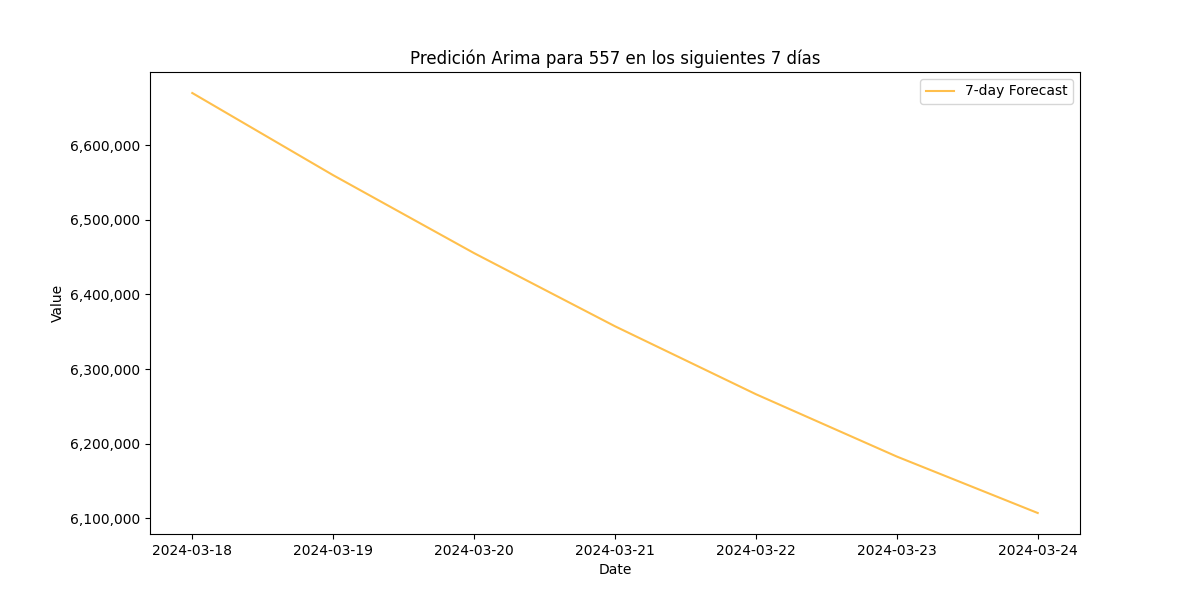 Predición Arima para 557 en los siguientes 7 días
7-day Forecast
Value
6,600,000
6,500,000
6,400,000
6,300,000
6,200,000
6,100,000
2024-03-18 2024-03-19 2024-03-20 2024-03-21 2024-03-22 2024-03-23 2024-03-24
Date